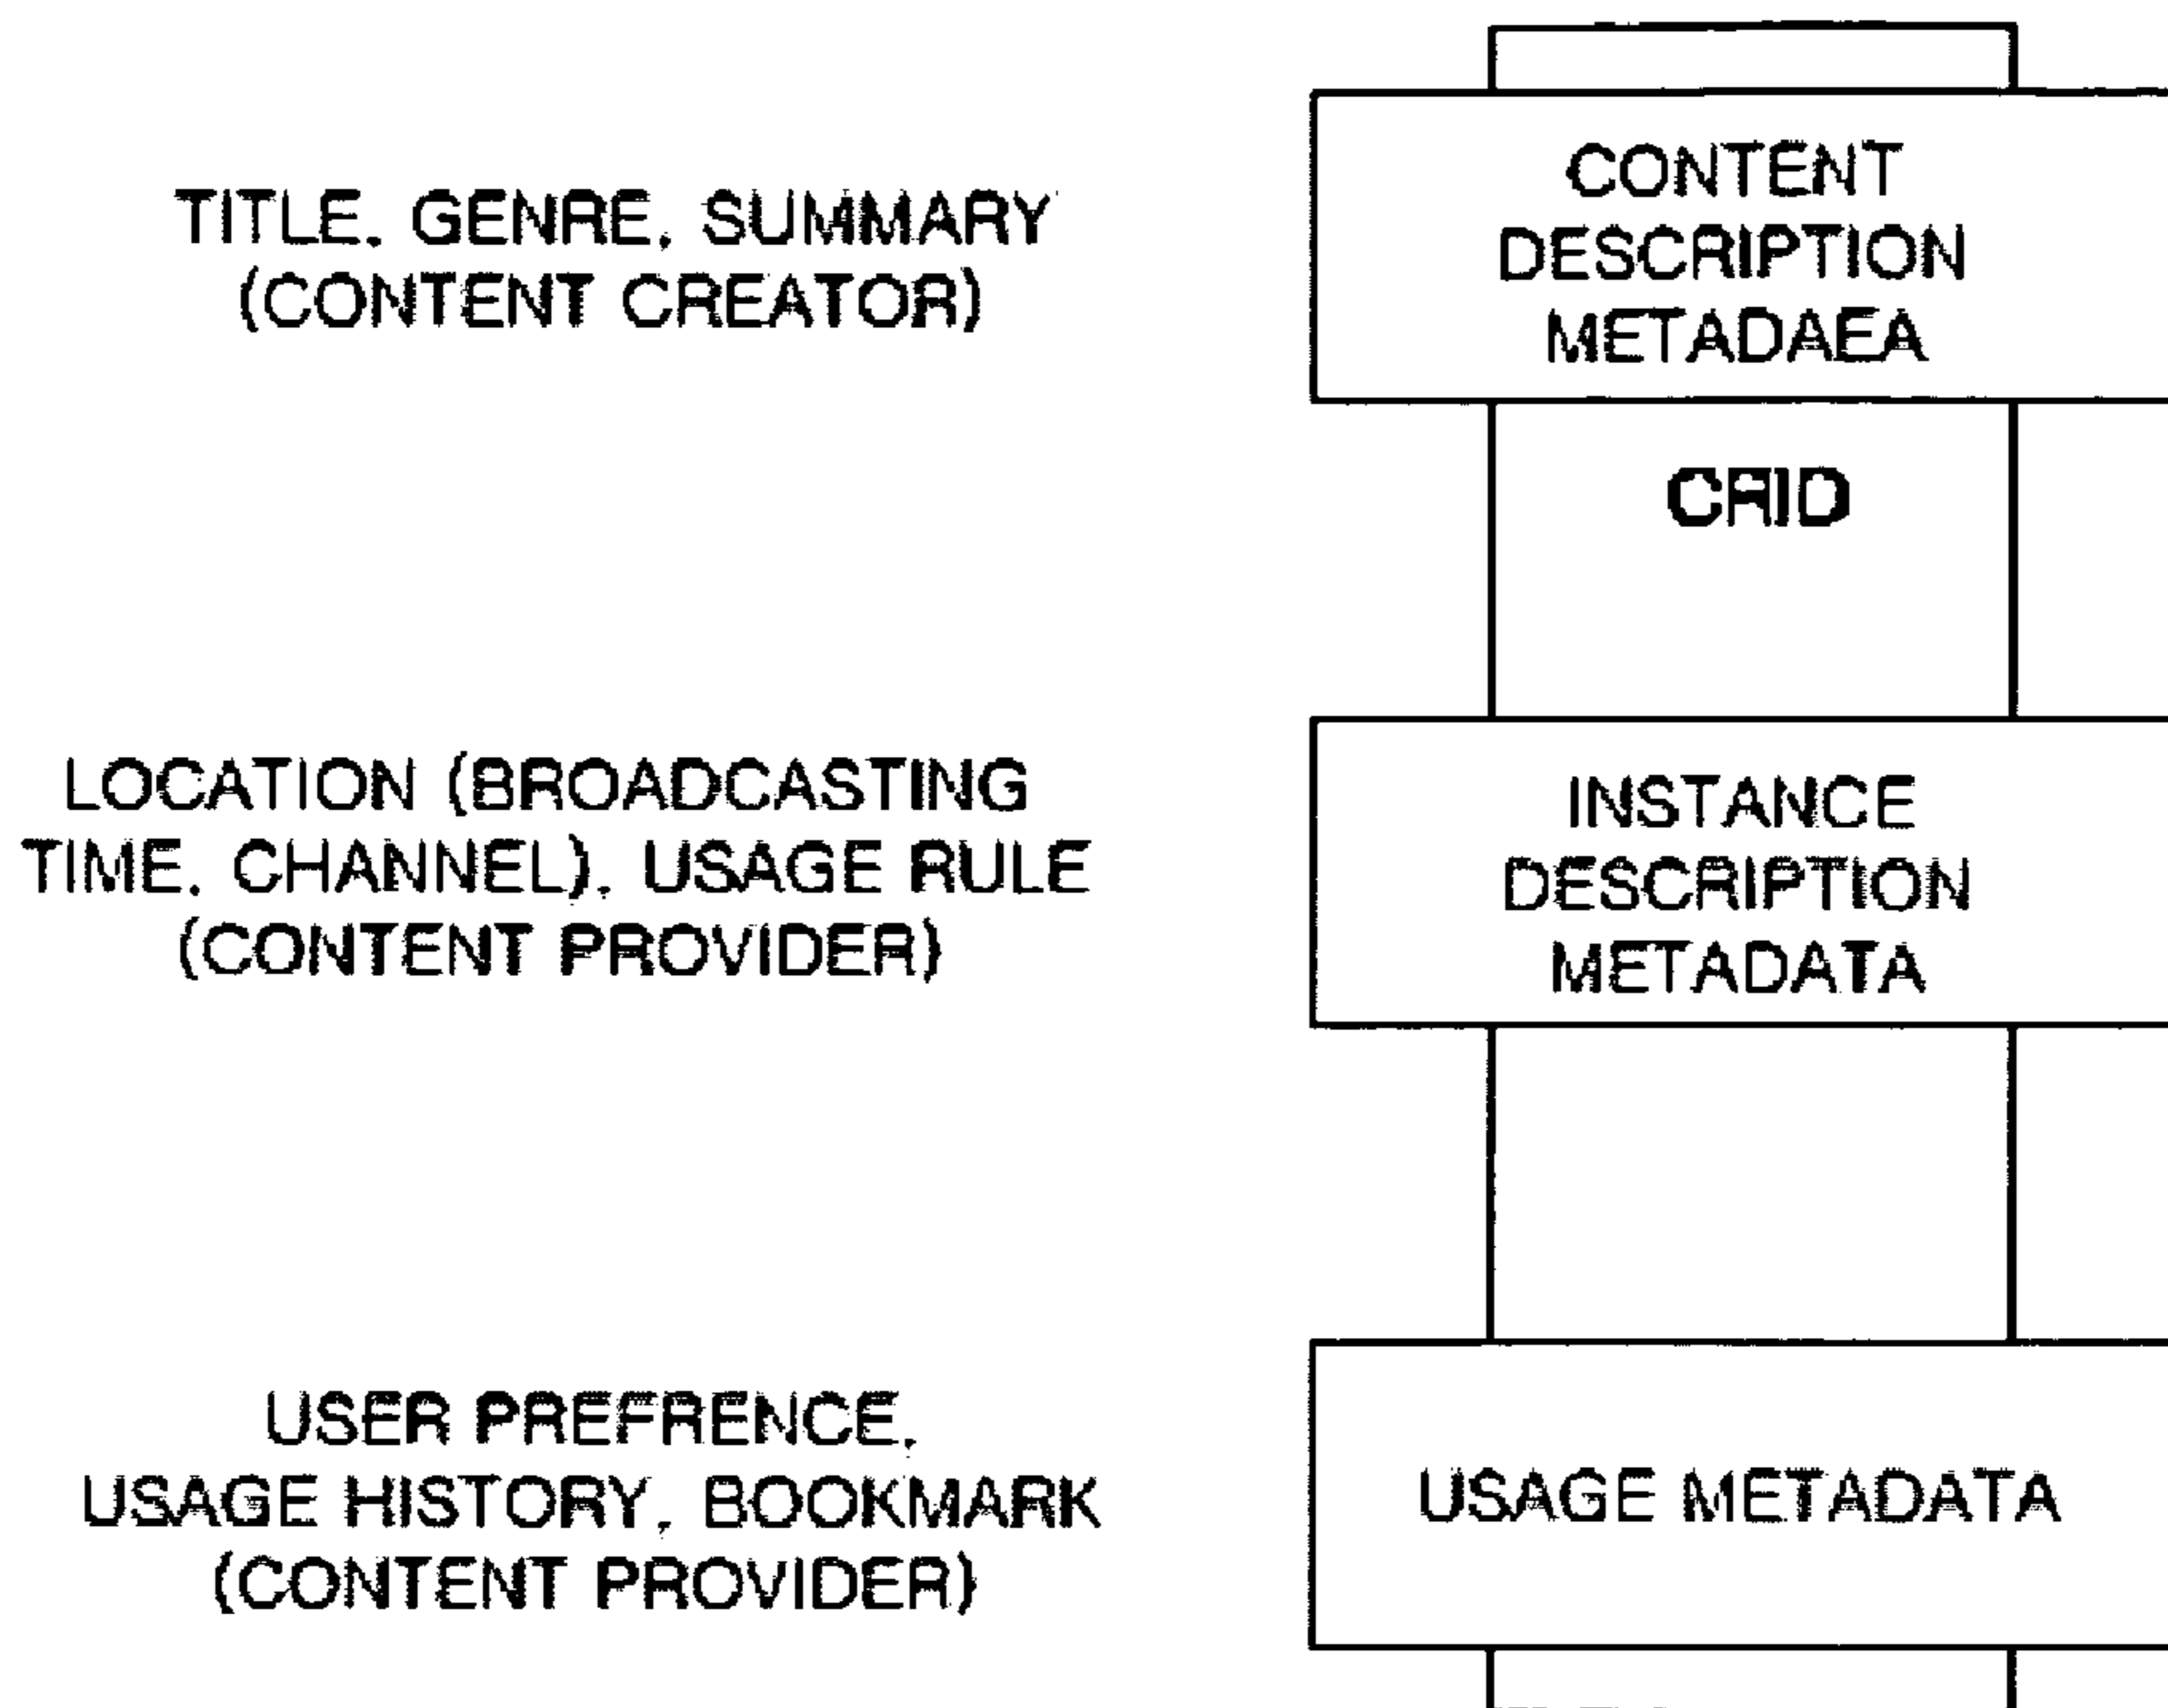 TITLE, GENRE, SUMMARY
(CONTENT CREATOR)
CONTENT
DESCRIPTION
METADAEA
CRID
LOCATION (BROADCASTING
TIME, CHANNEL), USAGE RULE
(CONTENT PROVIDER)
INSTANCE
DESCRIPTION
METADATA
USER PREFRENCE,
USAGE HISTORY, BOOKMARK
(CONTENT PROVIDER)
USAGE METADATA